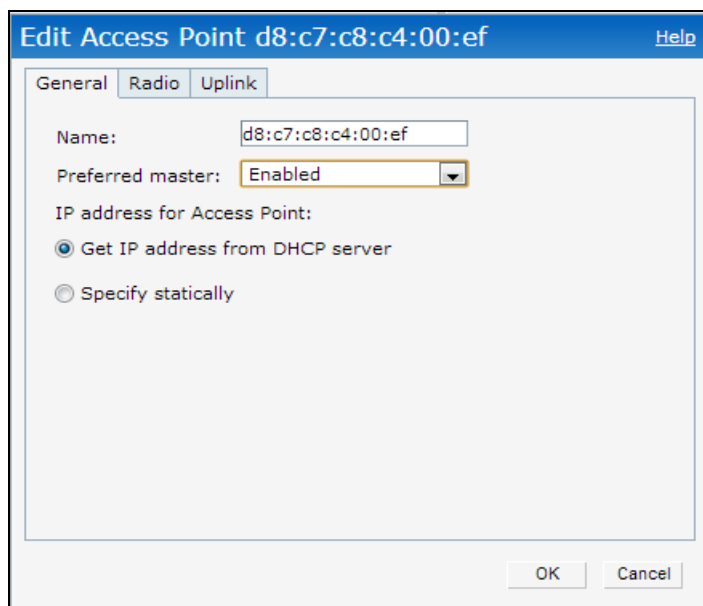 Edit Access Point d8:c7:c8:c4:00:ef Help
General Radio Uplink
Name: d8:c7:c8:c4:00:ef
Preferred master: Enabled
IP address for Access Point:
Get IP address from DHCP server
Specify statically
OK Cancel